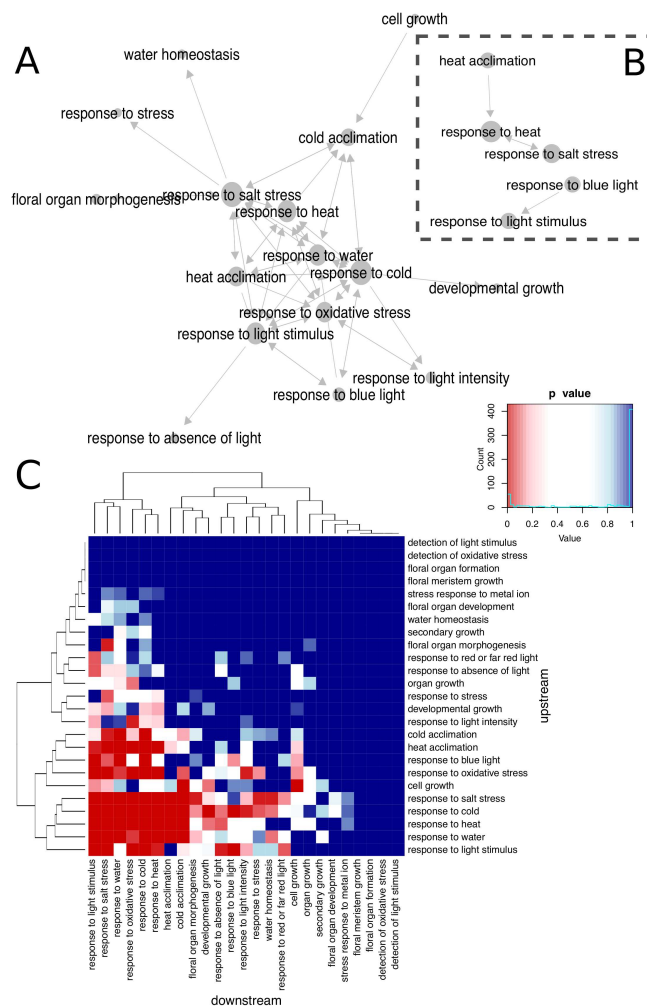 A
cell growth
water homeostasis
response to stress
cold acclimation
floral organ morphogenesis
response to salt stress
response to heat
response to water
heat acclimation
response to cold
developmental growth
response to oxidative stress
response to light stimulus
response to light intensity
response to blue light
response to absence of light
B
heat acclimation
response to heat
response to salt stress
response to blue light
response to light stimulus
p value
Count
0
100
200
300
400
0
0.2
0.4
0.6
0.8
1
Value
C
detection of light stimulus
detection of oxidative stress
floral organ formation
floral meristem growth
stress response to metal ion
floral organ development
water homeostasis
secondary growth
floral organ morphogenesis
response to red or far red light
response to absence of light
organ growth
response to stress
developmental growth
response to light intensity
cold acclimation
heat acclimation
response to blue light
response to oxidative stress
cell growth
response to salt stress
response to cold
response to heat
response to water
response to light stimulus
upstream
response to light stimulus
response to salt stress
response to water
response to oxidative stress
response to cold
response to heat
heat acclimation
cold acclimation
floral organ morphogenesis
developmental growth
response to absence of light
response to blue light
response to light intensity
response to stress
water homeostasis
response to red or far red light
cell growth
organ growth
secondary growth
floral organ development
stress response to metal ion
floral meristem growth
floral organ formation
detection of oxidative stress
detection of light stimulus
downstream